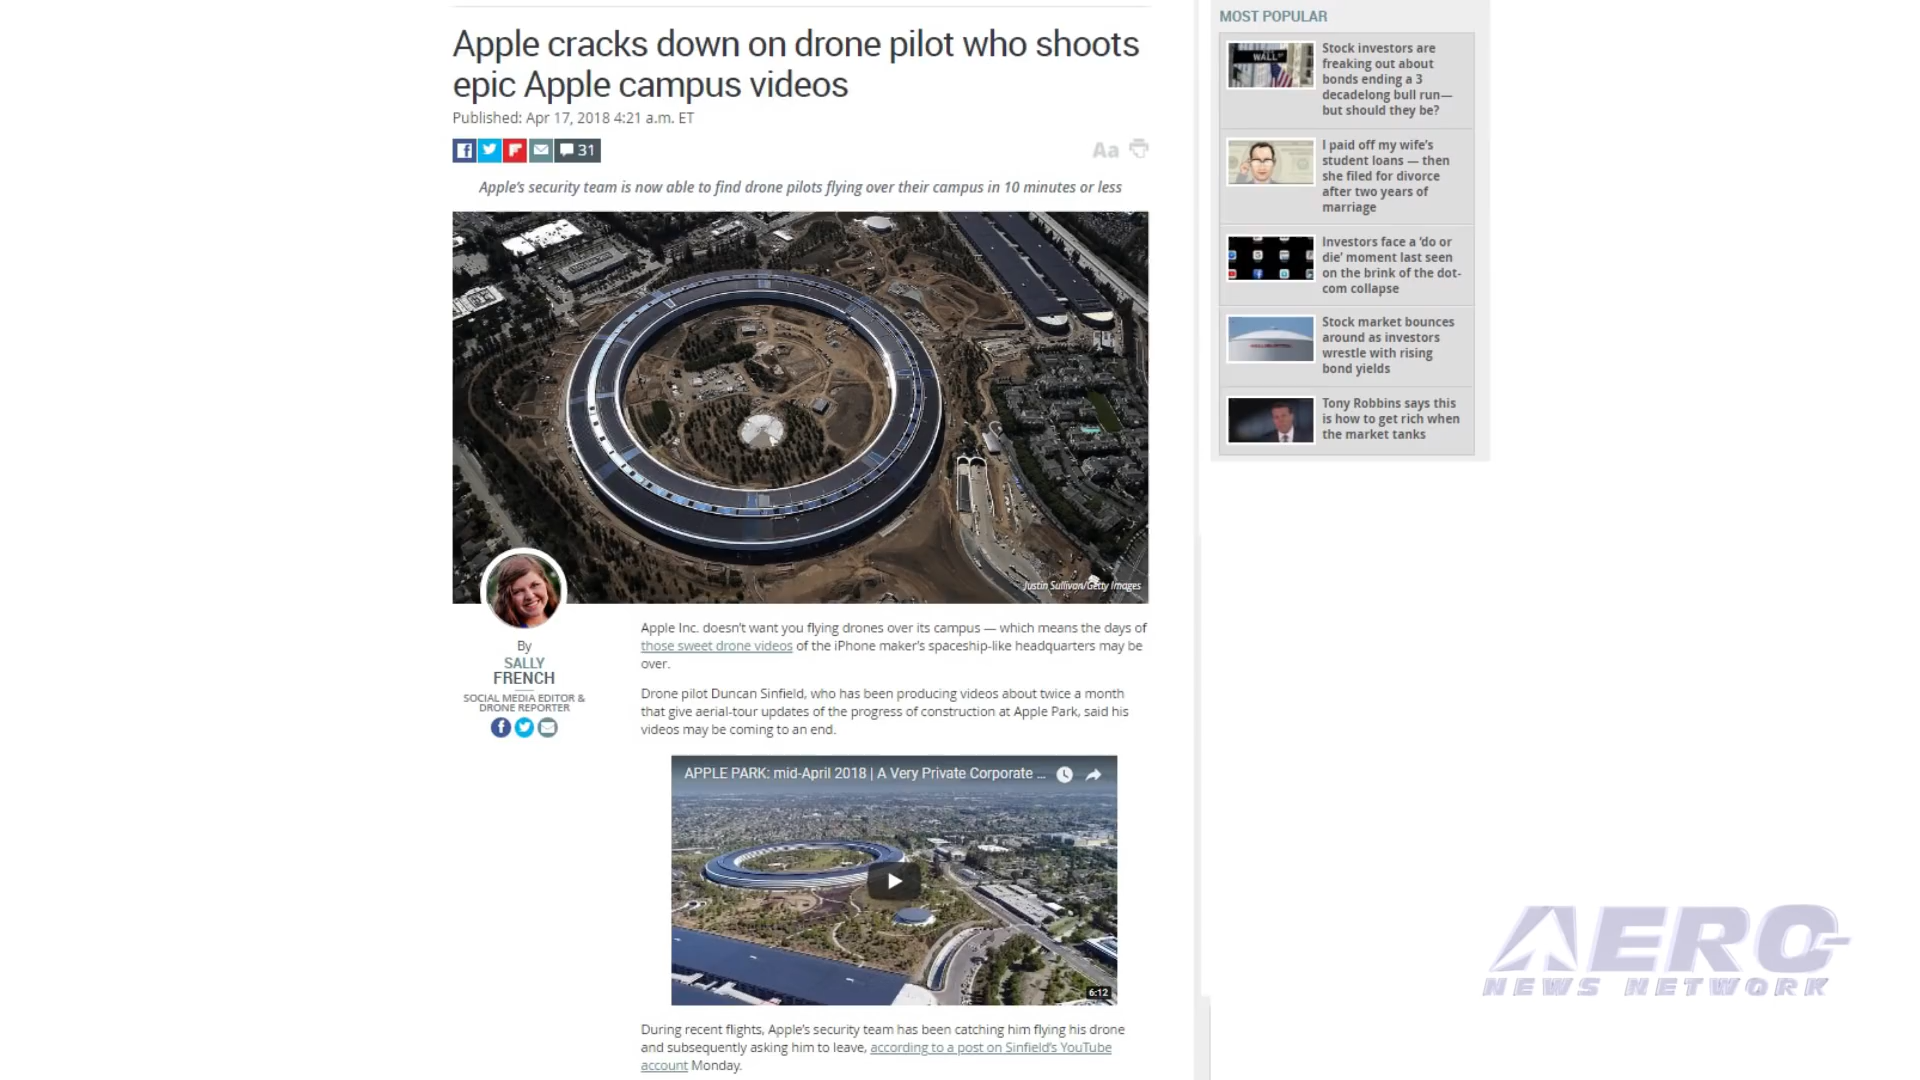 Apple cracks down on drone pilot who shoots
epic Apple campus videos
Published: Apr 17, 2018 4:21 a.m. ET
31
Aa
Apple's security team is now able to find drone pilots flying over their campus in 10 minutes or less
Justin Sullivan/Getty Images
By
SALLY
FRENCH
SOCIAL MEDIA EDITOR &
DRONE REPORTER
Apple Inc. doesn't want you flying drones over its campus — which means the days of
those sweet drone videos of the iPhone maker's spaceship-like headquarters may be
over.
Drone pilot Duncan Sinfield, who has been producing videos about twice a month
that give aerial-tour updates of the progress of construction at Apple Park, said his
videos may be coming to an end.
APPLE PARK: mid-April 2018 | A Very Private Corporate ...
6:12
During recent flights, Apple's security team has been catching him flying his drone
and subsequently asking him to leave, according to a post on Sinfield's YouTube
account Monday.
MOST POPULAR
WALL ST
Stock investors are
freaking out about
bonds ending a 3
decadelong bull run—
but should they be?
I paid off my wife's
student loans — then
she filed for divorce
after two years of
marriage
Investors face a 'do or
die' moment last seen
on the brink of the dot-
com collapse
Stock market bounces
around as investors
wrestle with rising
bond yields
Tony Robbins says this
is how to get rich when
the market tanks
AERO-
NEWS NETWORK